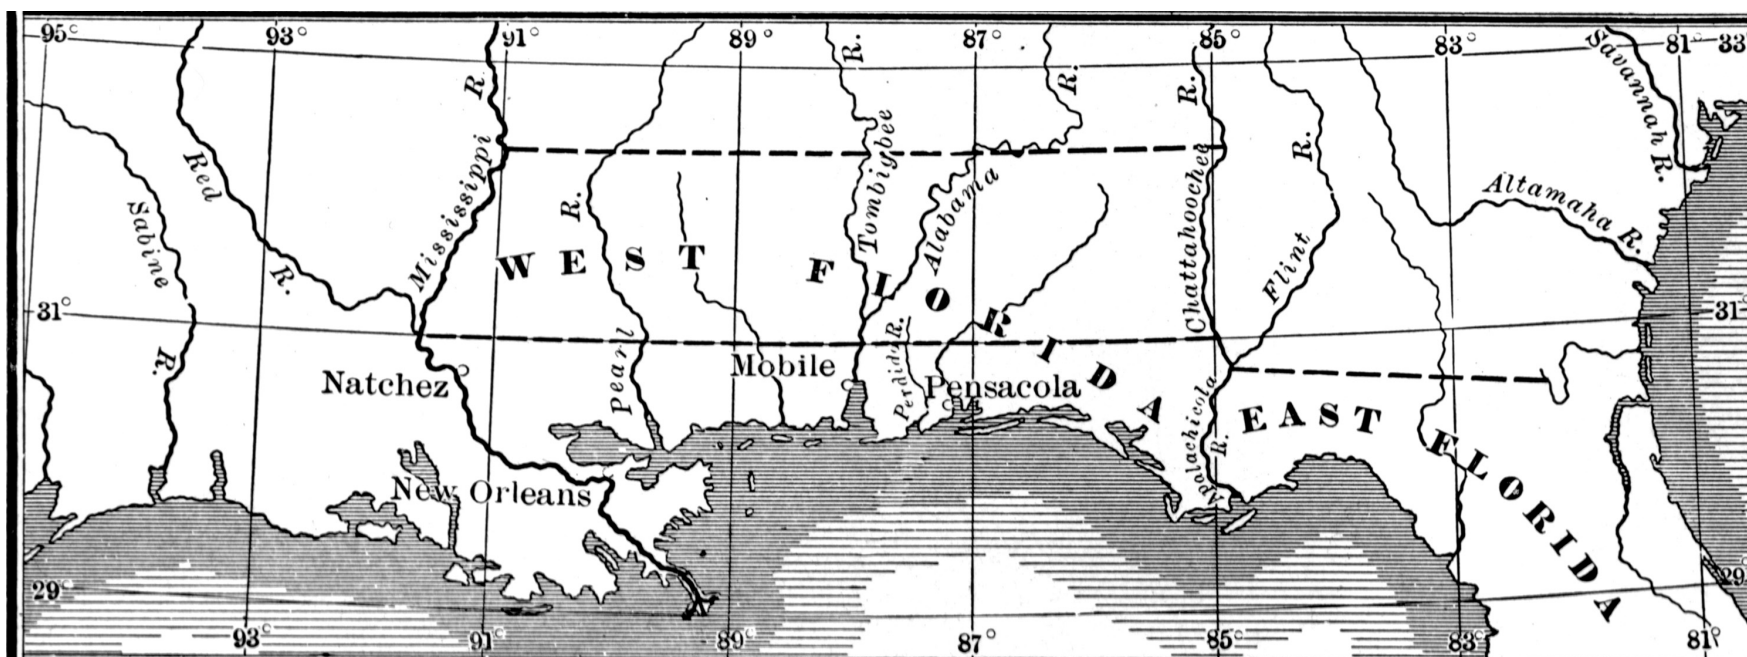 95° 93° 91° 89° 87° 85° 83° 81° 33
R.
R.
R.
R.
R
Savannah R.
Red
R.
Mississippi
Tombigbee
Chattahoochee
R.
Alabama
Altamaha R.
Sabine
R.
R.
Flint
WEST FLORIDA
31° 31°
Pearl
Perdido R.
Mobile
Natchez
Pensacola
Apalachicola
R.
EAST FLORIDA
New Orleans
29° 29°
93° 91° 89° 87° 85° 83° 81°